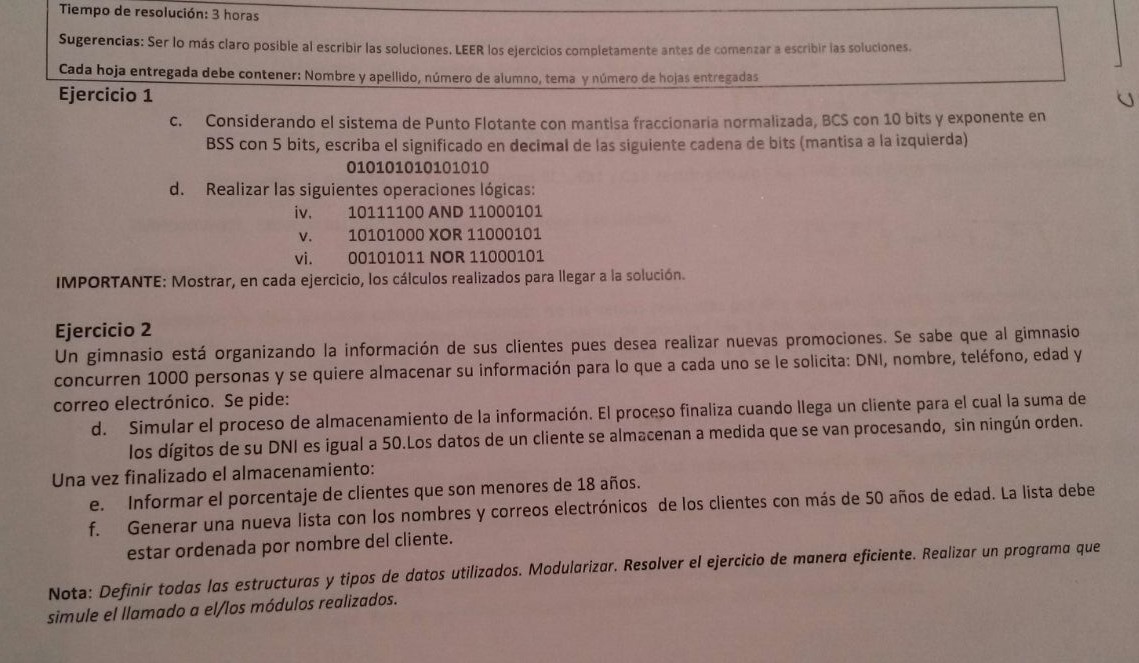 Tiempo de resolución: 3 horas
Sugerencias: Ser lo más claro posible al escribir las soluciones. LEER los ejercicios completamente antes de comenzar a escribir las soluciones.
Cada hoja entregada debe contener: Nombre y apellido, número de alumno, tema y número de hojas entregadas
Ejercicio 1
c. Considerando el sistema de Punto Flotante con mantisa fraccionaria normalizada, BCS con 10 bits y exponente en
BSS con 5 bits, escriba el significado en decimal de las siguiente cadena de bits (mantisa a la izquierda)
010101010101010
d. Realizar las siguientes operaciones lógicas:
iv. 10111100 AND 11000101
v. 10101000 XOR 11000101
vi. 00101011 NOR 11000101
IMPORTANTE: Mostrar, en cada ejercicio, los cálculos realizados para llegar a la solución.
Ejercicio 2
Un gimnasio está organizando la información de sus clientes pues desea realizar nuevas promociones. Se sabe que al gimnasio
concurren 1000 personas y se quiere almacenar su información para lo que a cada uno se le solicita: DNI, nombre, teléfono, edad y
correo electrónico. Se pide:
d. Simular el proceso de almacenamiento de la información. El proceso finaliza cuando llega un cliente para el cual la suma de
los dígitos de su DNI es igual a 50.Los datos de un cliente se almacenan a medida que se van procesando, sin ningún orden.
Una vez finalizado el almacenamiento:
e. Informar el porcentaje de clientes que son menores de 18 años.
f. Generar una nueva lista con los nombres y correos electrónicos de los clientes con más de 50 años de edad. La lista debe
estar ordenada por nombre del cliente.
Nota: Definir todas las estructuras y tipos de datos utilizados. Modularizar. Resolver el ejercicio de manera eficiente. Realizar un programa que
simule el llamado a el/los módulos realizados.